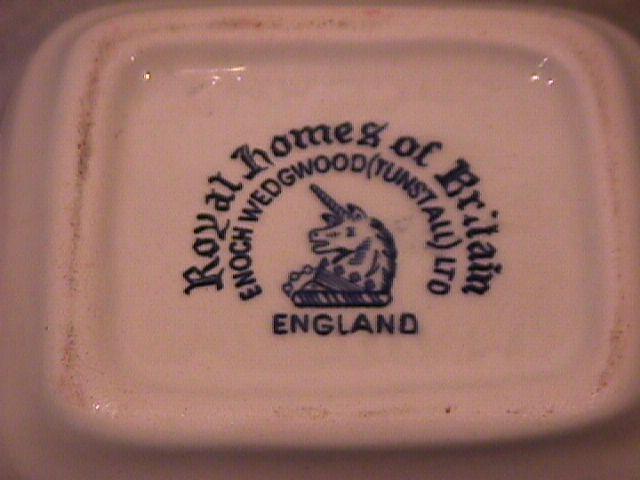 Royal Homes of Britain
ENOCH WEDGWOOD (TUNSTALL) LTD
ENGLAND